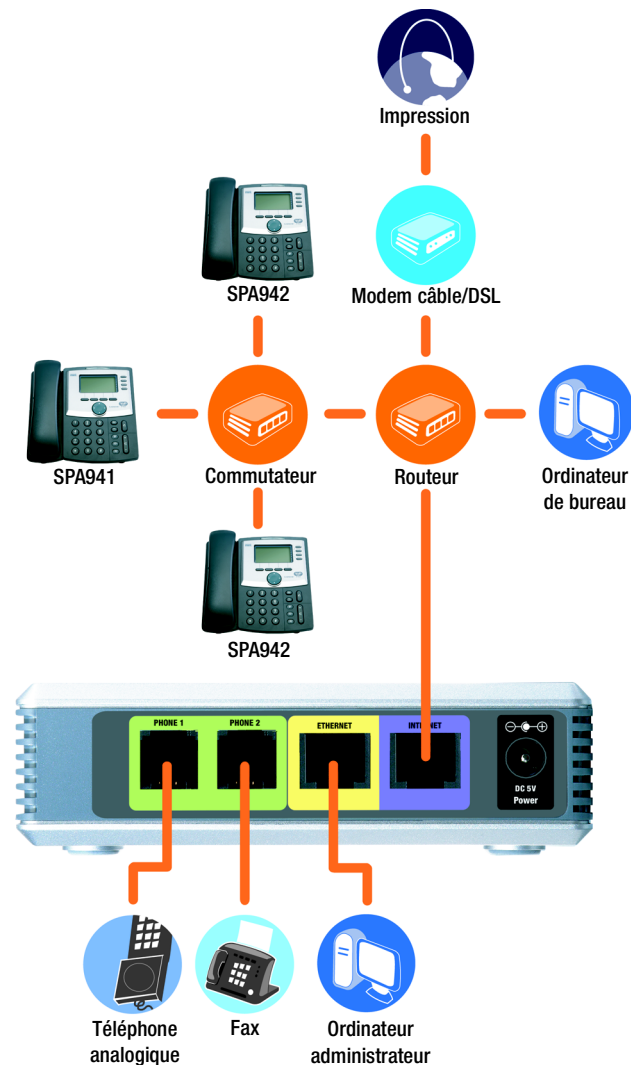 Impression
SPA942
Modem câble/DSL
SPA941
Commutateur
Routeur
Ordinateur
de bureau
SPA942
PHONE 1
PHONE 2
ETHERNET
INTERNET
DC 5V
Power
Téléphone
analogique
Fax
Ordinateur
administrateur